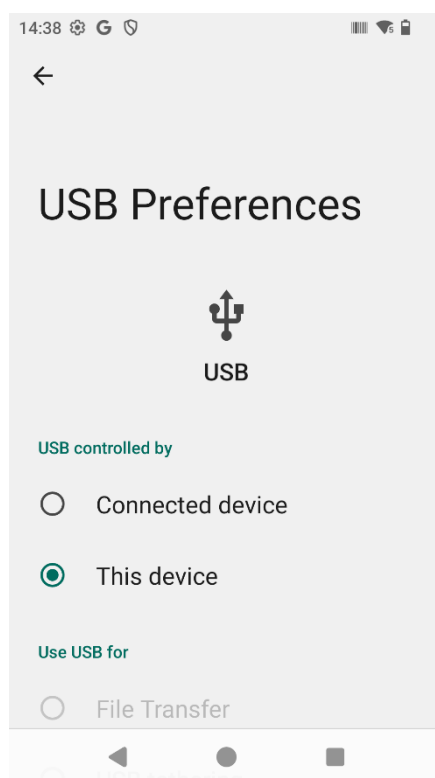 14:38
USB Preferences
USB
USB controlled by
Connected device
This device
Use USB for
File Transfer